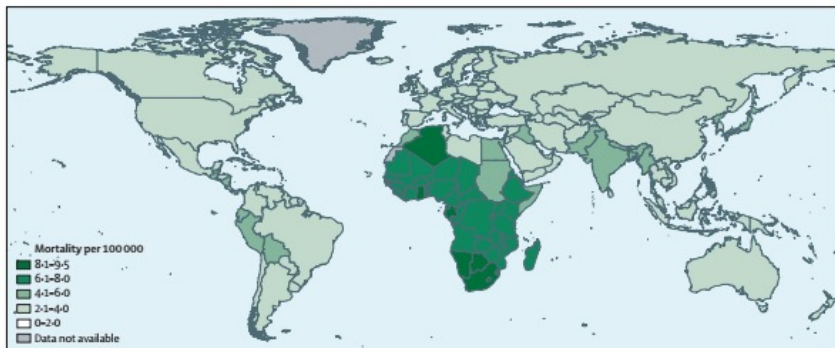 Mortality per 100 000
8·1–9·5
6·1–8·0
4·1–6·0
2·1–4·0
0–2·0
Data not available